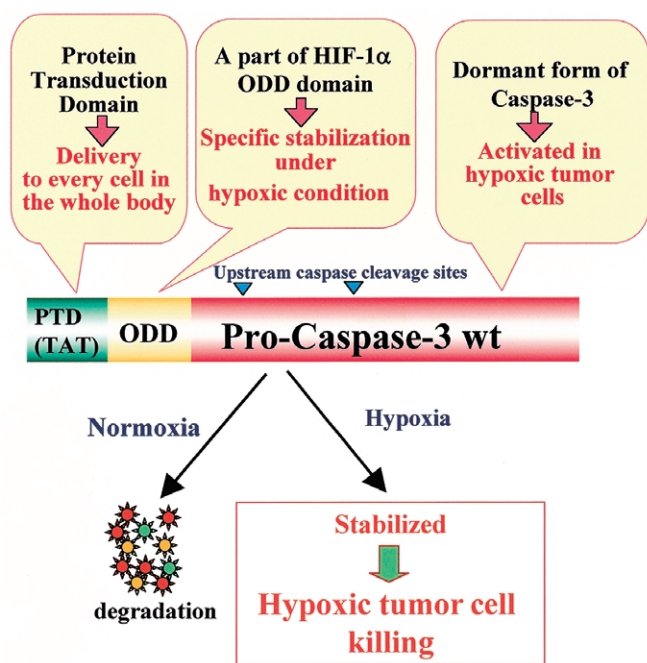 Protein
Transduction
Domain
Delivery
to every cell in
the whole body
A part of HIF-1α
ODD domain
Specific stabilization
under
hypoxic condition
Dormant form of
Caspase-3
Activated in
hypoxic tumor
cells
Upstream caspase cleavage sites
PTD
(TAT)
ODD
Pro-Caspase-3 wt
Normoxia
Hypoxia
degradation
Stabilized
Hypoxic tumor cell
killing